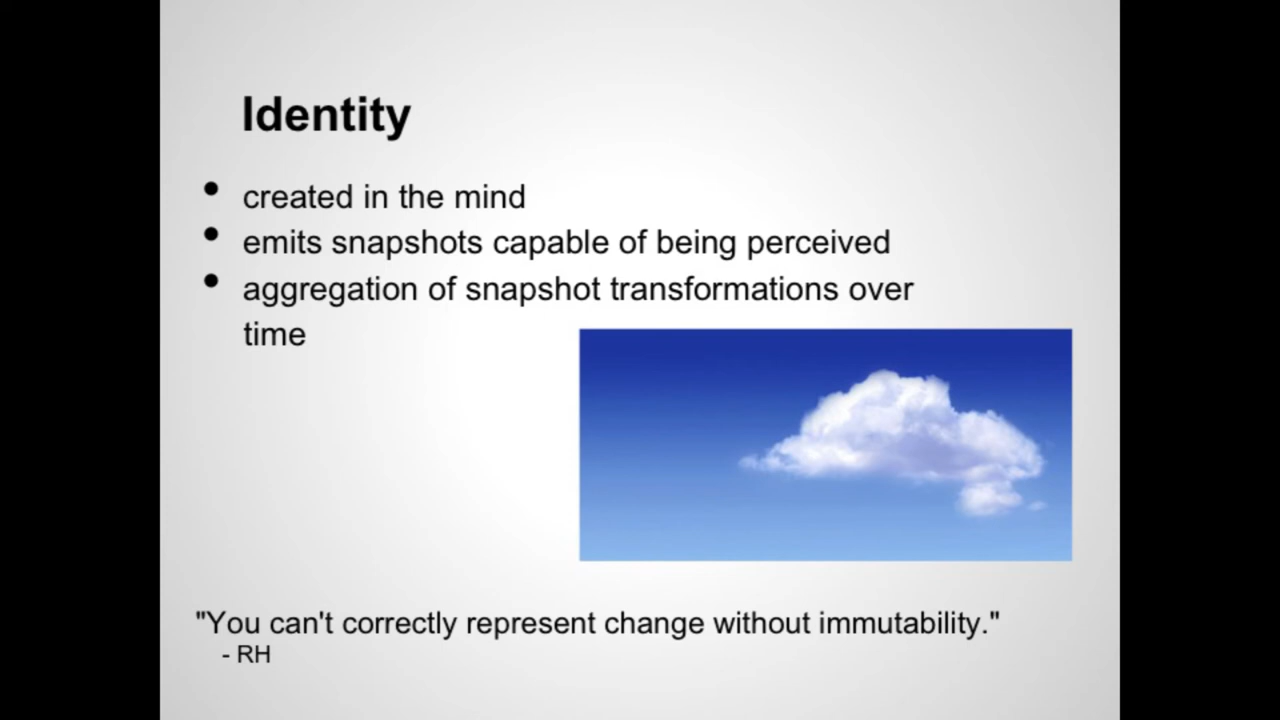 Identity
• created in the mind
• emits snapshots capable of being perceived
• aggregation of snapshot transformations over
time
"You can't correctly represent change without immutability."
- RH